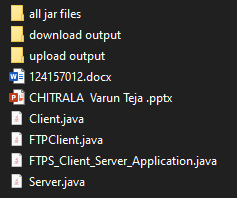 all jar files
download output
upload output
124157012.docx
CHITRALA  Varun Teja .pptx
Client.java
FTPClient.java
FTPS_Client_Server_Application.java
Server.java